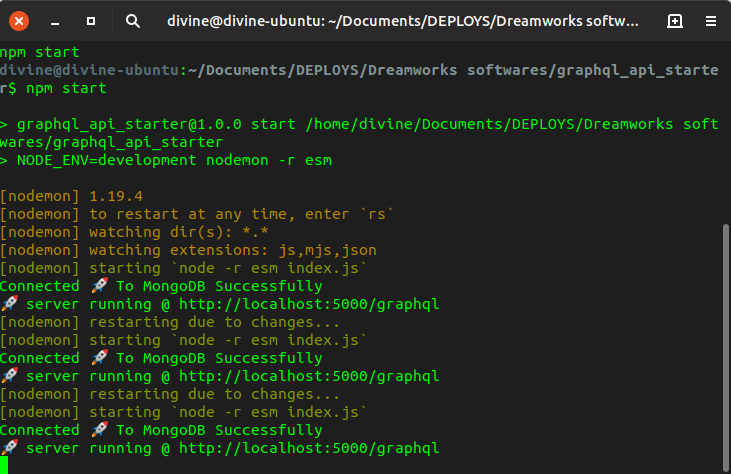 divine@divine-ubuntu: ~/Documents/DEPLOYS/Dreamworks softw...
npm start
divine@divine-ubuntu:~/Documents/DEPLOYS/Dreamworks softwares/graphql_api_starte
r$ npm start
> graphql_api_starter@1.0.0 start /home/divine/Documents/DEPLOYS/Dreamworks soft
wares/graphql_api_starter
> NODE_ENV=development nodemon -r esm
[nodemon] 1.19.4
[nodemon] to restart at any time, enter `rs`
[nodemon] watching dir(s): *.*
[nodemon] watching extensions: js,mjs,json
[nodemon] starting `node -r esm index.js`
Connected 🚀 To MongoDB Successfully
🚀 server running @ http://localhost:5000/graphql
[nodemon] restarting due to changes...
[nodemon] starting `node -r esm index.js`
Connected 🚀 To MongoDB Successfully
🚀 server running @ http://localhost:5000/graphql
[nodemon] restarting due to changes...
[nodemon] starting `node -r esm index.js`
Connected 🚀 To MongoDB Successfully
🚀 server running @ http://localhost:5000/graphql